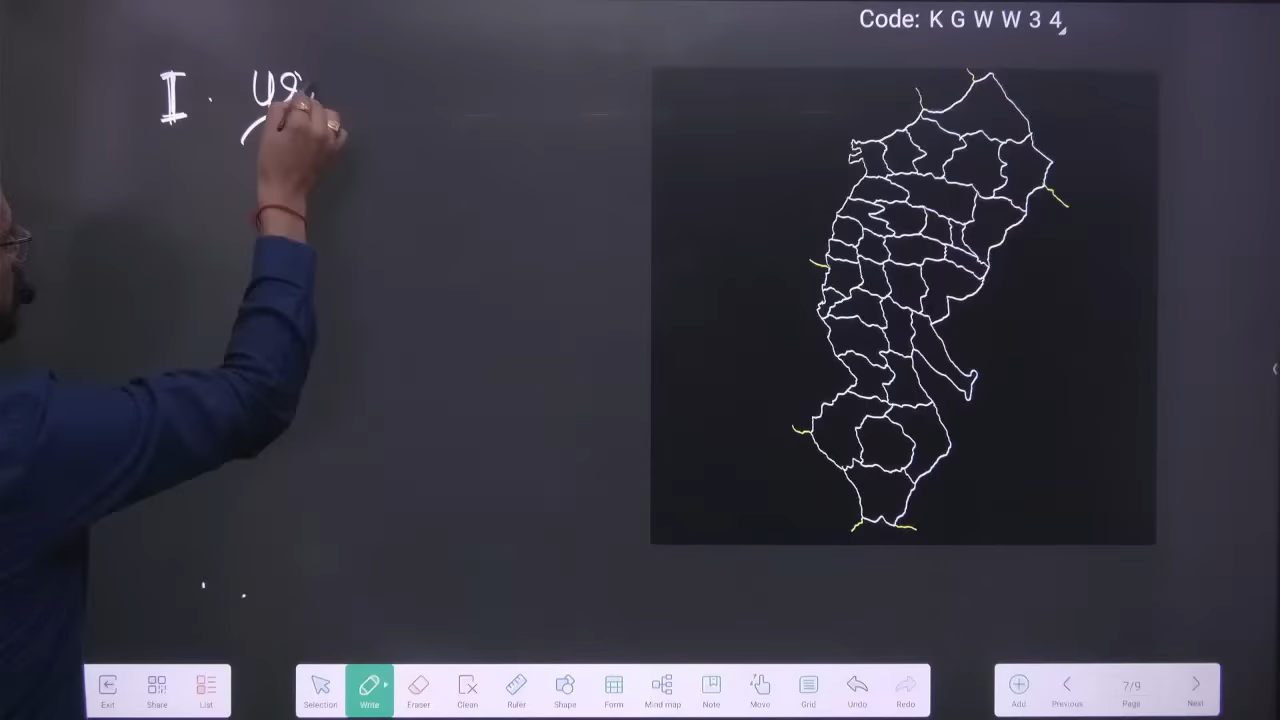 Code: K G W W 3 4
I.
Exit
Share
List
Selection
Write
Eraser
Clean
Ruler
Shape
Form
Mind map
Note
Move
Grid
Undo
Redo
Add
Previous
7/9
Page
Next